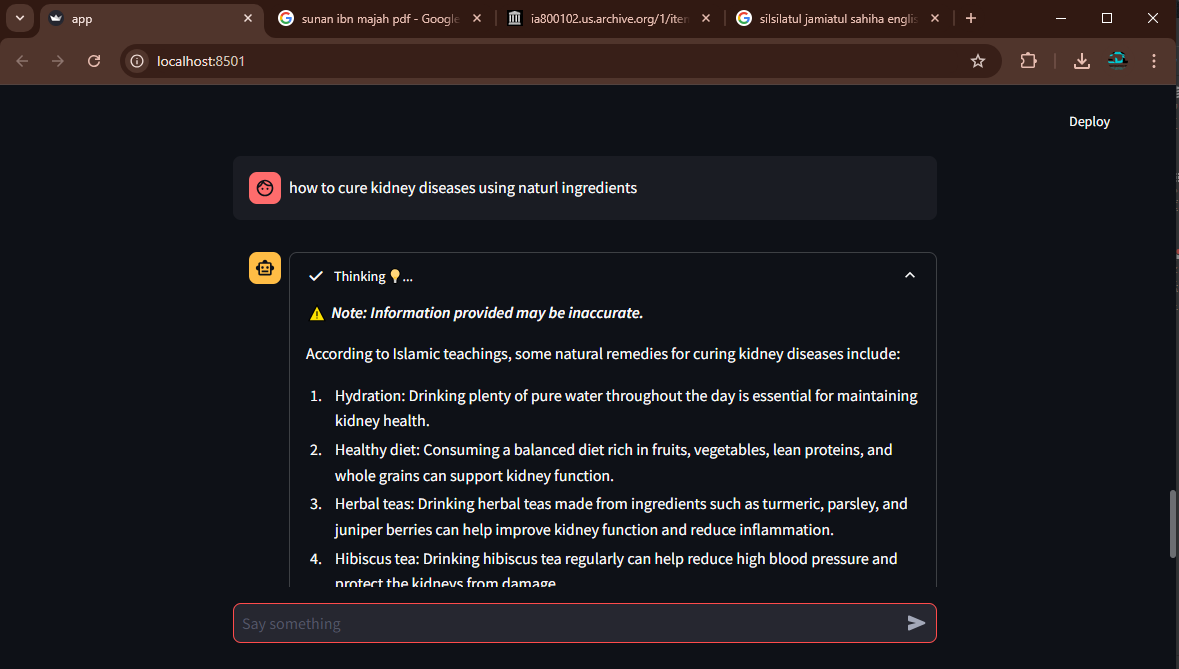 app
sunan ibn majah pdf - Google
ia800102.us.archive.org/1/iten
silsilatul jamiatul sahiha englis
localhost:8501
Deploy
how to cure kidney diseases using naturl ingredients
Thinking 💡...
⚠ Note: Information provided may be inaccurate.
According to Islamic teachings, some natural remedies for curing kidney diseases include:
1. Hydration: Drinking plenty of pure water throughout the day is essential for maintaining
kidney health.
2. Healthy diet: Consuming a balanced diet rich in fruits, vegetables, lean proteins, and
whole grains can support kidney function.
3. Herbal teas: Drinking herbal teas made from ingredients such as turmeric, parsley, and
juniper berries can help improve kidney function and reduce inflammation.
4. Hibiscus tea: Drinking hibiscus tea regularly can help reduce high blood pressure and
protect the kidneys from damage
Say something